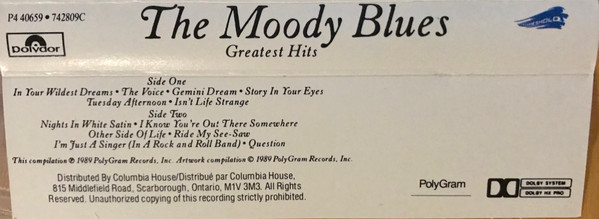 P4 40659 • 742809C
The Moody Blues
Greatest Hits
Polydor
THRESHOLD
Side One
In Your Wildest Dreams • The Voice • Gemini Dream • Story In Your Eyes
Tuesday Afternoon • Isn't Life Strange
Side Two
Nights In White Satin • I Know You're Out There Somewhere
Other Side Of Life • Ride My See-Saw
I'm Just A Singer (In A Rock and Roll Band) • Question
This compilation ℗ 1989 PolyGram Records, Inc. Artwork compilation © 1989 PolyGram Records, Inc.
Distributed By Columbia House/Distribué par Columbia House,
815 Middlefield Road, Scarborough, Ontario, M1V 3M3. All Rights
Reserved. Unauthorized copying of this recording strictly prohibited.
PolyGram
DOLBY SYSTEM
DOLBY HX PRO